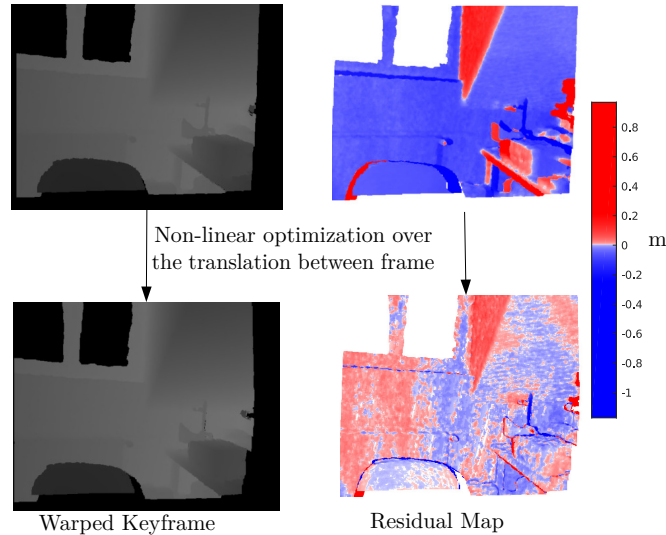 Non-linear optimization over
the translation between frame
0.8
0.6
0.4
0.2
0
-0.2
-0.4
-0.6
-0.8
-1
m
Warped Keyframe
Residual Map